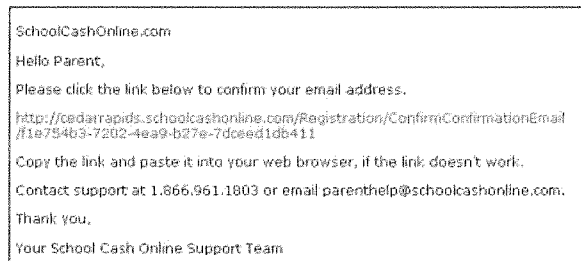 SchoolCashOnline.com
Hello Parent,
Please click the link below to confirm your email address.
http://cedarrapids.schoolcashonline.com/Registration/ConfirmConfirmationEmail
/f1e754b3-7202-4ea9-b27e-7dceed1db411
Copy the link and paste it into your web browser, if the link doesn't work.
Contact support at 1.866.961.1803 or email parenthelp@schoolcashonline.com.
Thank you,
Your School Cash Online Support Team